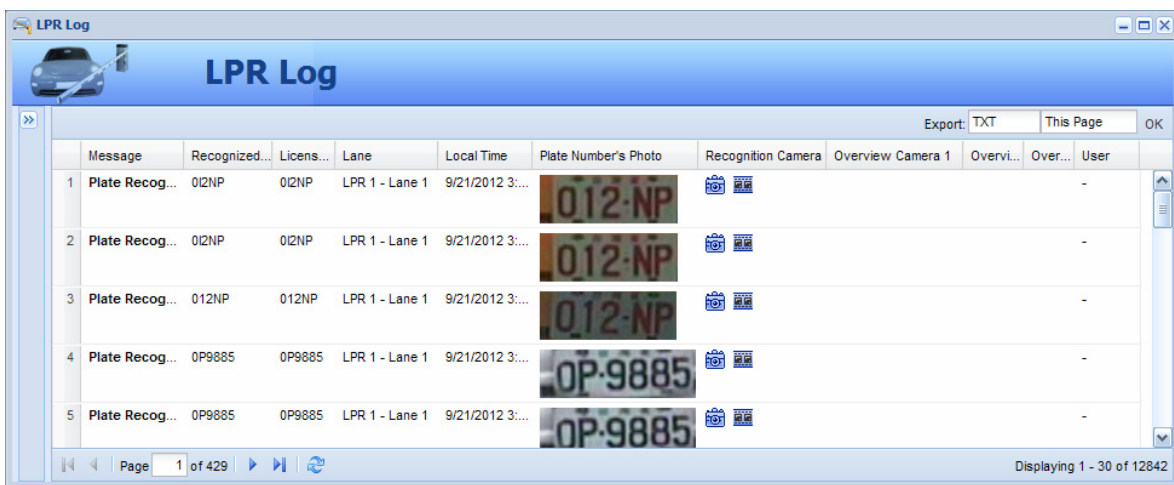 LPR Log
LPR Log
Export: TXT This Page OK
Message Recognized... Licens... Lane Local Time Plate Number's Photo Recognition Camera Overview Camera 1 Overvi... Over... User
1 Plate Recog... 0I2NP 0I2NP LPR 1 - Lane 1 9/21/2012 3:... 012·NP -
2 Plate Recog... 0I2NP 0I2NP LPR 1 - Lane 1 9/21/2012 3:... 012·NP -
3 Plate Recog... 012NP 012NP LPR 1 - Lane 1 9/21/2012 3:... 012·NP -
4 Plate Recog... 0P9885 0P9885 LPR 1 - Lane 1 9/21/2012 3:... 0P·9885 -
5 Plate Recog... 0P9885 0P9885 LPR 1 - Lane 1 9/21/2012 3:... 0P·9885 -
Page 1 of 429 Displaying 1 - 30 of 12842